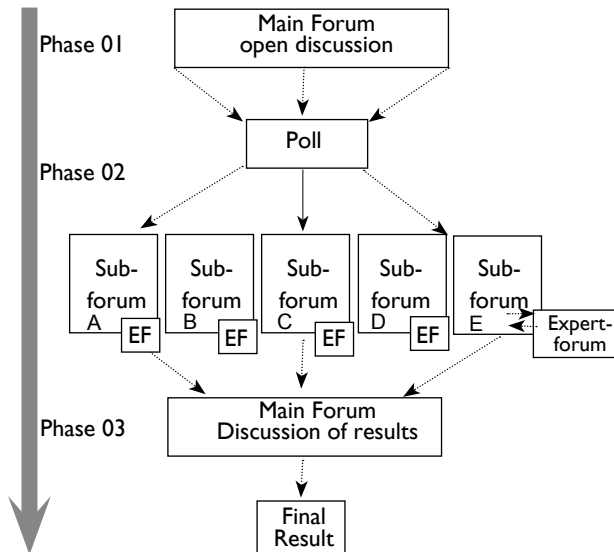 Phase 01
Main Forum
open discussion
Poll
Phase 02
Sub-
forum
A
EF
Sub-
forum
B
EF
Sub-
forum
C
EF
Sub-
forum
D
EF
Sub-
forum
E
Expert-
forum
Phase 03
Main Forum
Discussion of results
Final
Result